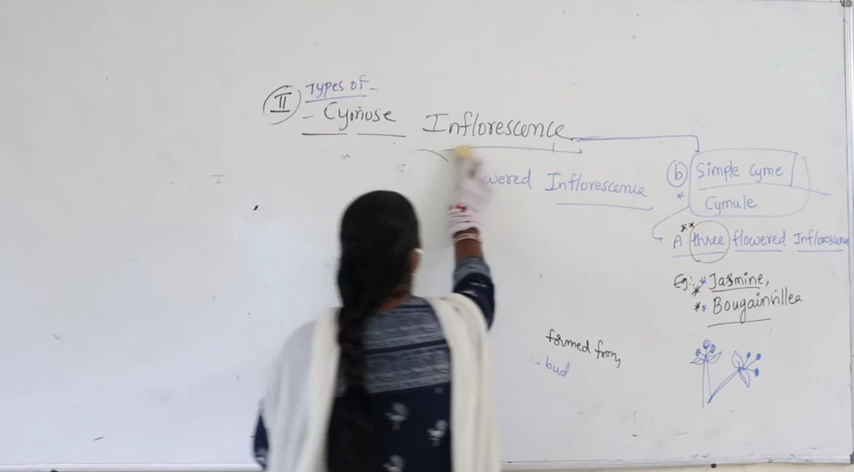 II Types of -
- Cymose Inflorescence
wered Inflorescence
b Simple Cyme
* Cymule
A three flowered Inflorescence
**
Eg:- * Jasmine,
*
** Bougainvillea
formed from,
- bud